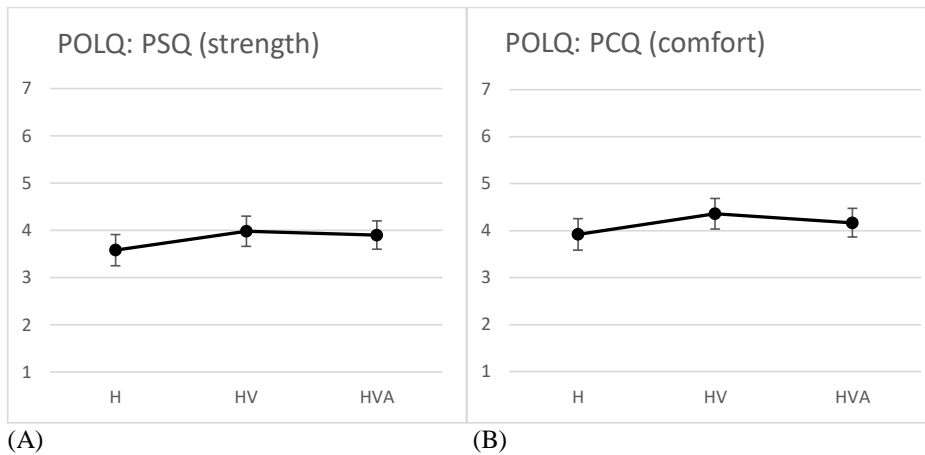 POLQ: PSQ (strength)
7
6
5
4
3
2
1
H HV HVA
(A)
POLQ: PCQ (comfort)
7
6
5
4
3
2
1
H HV HVA
(B)